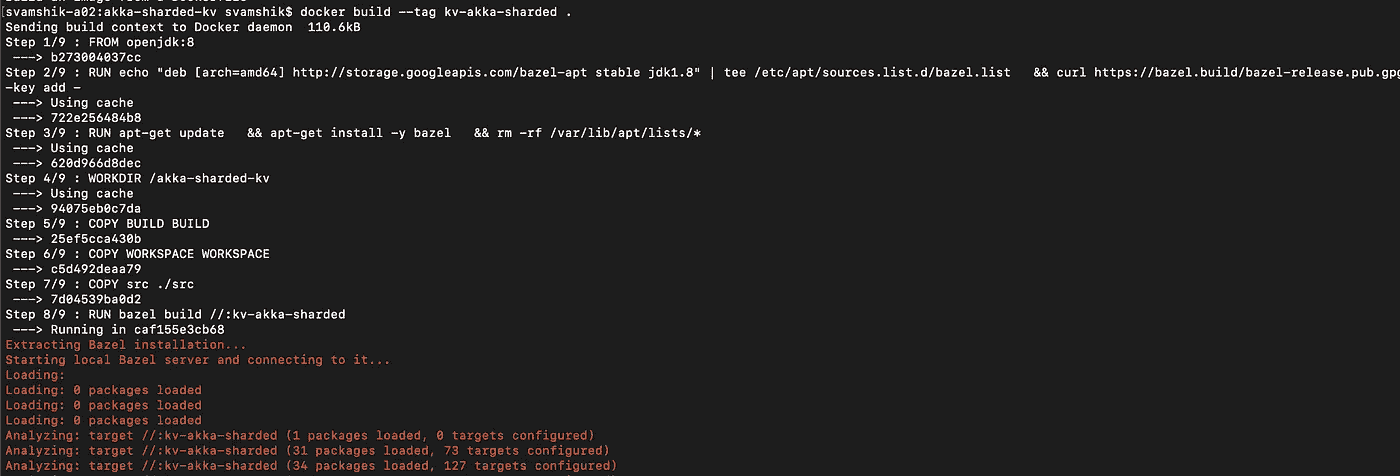 [svamshik-a02:akka-sharded-kv svamshik$ docker build --tag kv-akka-sharded .
Sending build context to Docker daemon  110.6kB
Step 1/9 : FROM openjdk:8
 ---> b273004037cc
Step 2/9 : RUN echo "deb [arch=amd64] http://storage.googleapis.com/bazel-apt stable jdk1.8" | tee /etc/apt/sources.list.d/bazel.list   && curl https://bazel.build/bazel-release.pub.gpg
-key add -
 ---> Using cache
 ---> 722e256484b8
Step 3/9 : RUN apt-get update   && apt-get install -y bazel   && rm -rf /var/lib/apt/lists/*
 ---> Using cache
 ---> 620d966d8dec
Step 4/9 : WORKDIR /akka-sharded-kv
 ---> Using cache
 ---> 94075eb0c7da
Step 5/9 : COPY BUILD BUILD
 ---> 25ef5cca430b
Step 6/9 : COPY WORKSPACE WORKSPACE
 ---> c5d492deaa79
Step 7/9 : COPY src ./src
 ---> 7d04539ba0d2
Step 8/9 : RUN bazel build //:kv-akka-sharded
 ---> Running in caf155e3cb68
Extracting Bazel installation...
Starting local Bazel server and connecting to it...
Loading:
Loading: 0 packages loaded
Loading: 0 packages loaded
Loading: 0 packages loaded
Analyzing: target //:kv-akka-sharded (1 packages loaded, 0 targets configured)
Analyzing: target //:kv-akka-sharded (31 packages loaded, 73 targets configured)
Analyzing: target //:kv-akka-sharded (34 packages loaded, 127 targets configured)